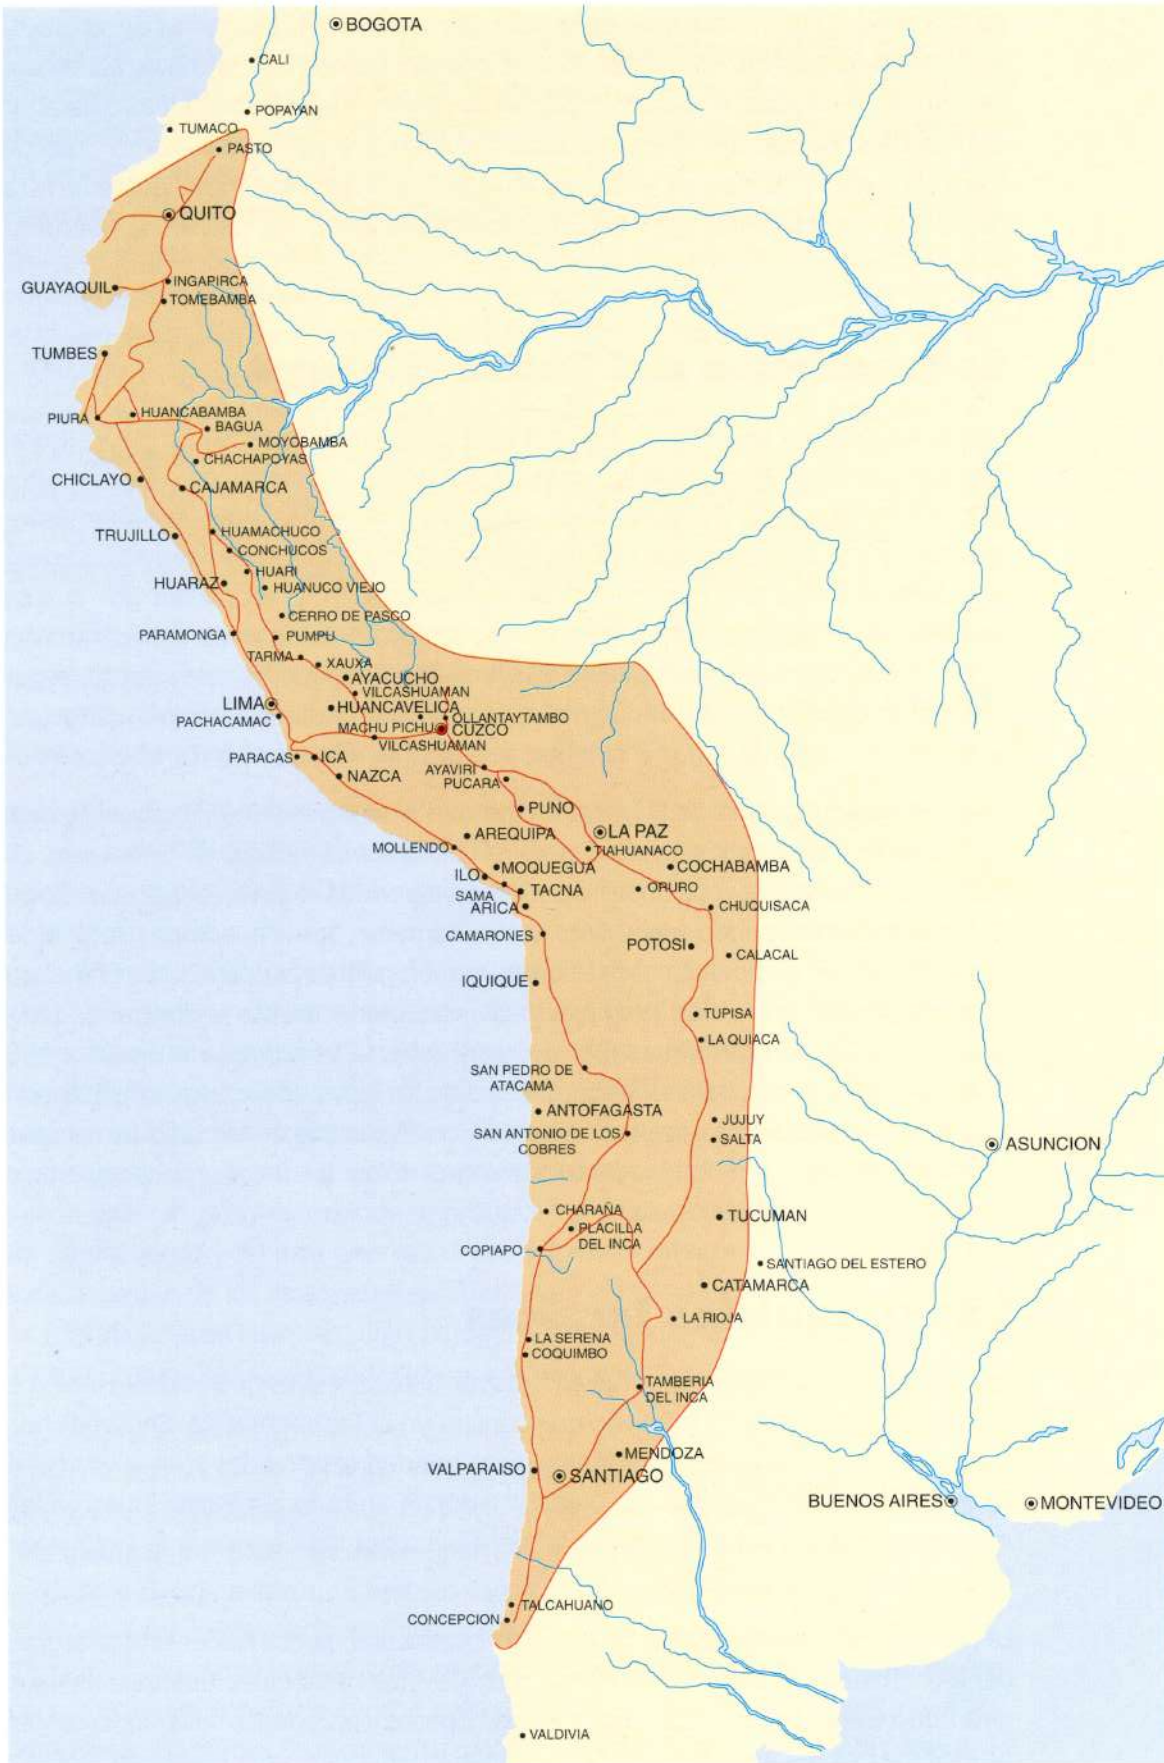 BOGOTA
CALI
POPAYAN
TUMACO
PASTO
QUITO
INGAPIRCA
GUAYAQUIL
TOMEBAMBA
TUMBES
HUANCABAMBA
PIURA
BAGUA
MOYOBAMBA
CHACHAPOYAS
CHICLAYO
CAJAMARCA
HUAMACHUCO
TRUJILLO
CONCHUCOS
HUARI
HUARAZ
HUANUCO VIEJO
CERRO DE PASCO
PARAMONGA
PUMPU
TARMA
XAUXA
AYACUCHO
VILCASHUAMAN
LIMA
HUANCAVELICA
PACHACAMAC
OLLANTAYTAMBO
MACHU PICHU
CUZCO
VILCASHUAMAN
PARACAS
ICA
AYAVIRI
NAZCA
PUCARA
PUNO
LA PAZ
AREQUIPA
MOLLENDO
TIAHUANACO
MOQUEGUA
COCHABAMBA
ILO
ORURO
TACNA
SAMA
ARICA
CHUQUISACA
CAMARONES
POTOSI
CALACAL
IQUIQUE
TUPISA
LA QUIACA
SAN PEDRO DE
ATACAMA
ANTOFAGASTA
JUJUY
SAN ANTONIO DE LOS
COBRES
SALTA
ASUNCION
CHARAÑA
TUCUMAN
PLACILLA
DEL INCA
COPIAPO
SANTIAGO DEL ESTERO
CATAMARCA
LA RIOJA
LA SERENA
COQUIMBO
TAMBERIA
DEL INCA
MENDOZA
VALPARAISO
SANTIAGO
BUENOS AIRES
MONTEVIDEO
TALCAHUANO
CONCEPCION
VALDIVIA